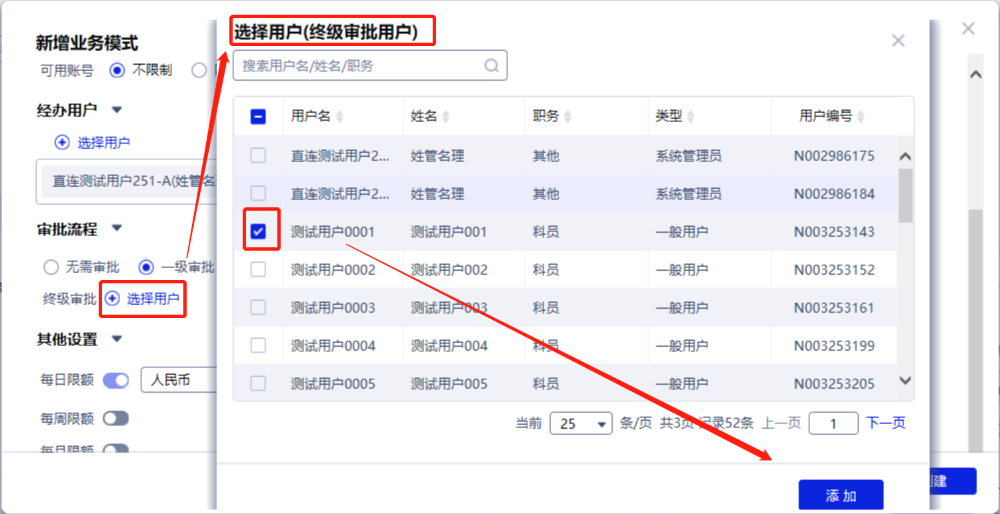 新增业务模式
可用账号 不限制
经办用户
选择用户
直连测试用户251-A(姓管名
审批流程
无需审批 一级审批
终级审批 选择用户
其他设置
每日限额 人民币
每周限额
每月限额
选择用户(终级审批用户)
搜索用户名/姓名/职务
用户名 姓名 职务 类型 用户编号
直连测试用户2... 姓管名理 其他 系统管理员 N002986175
直连测试用户2... 姓管名理 其他 系统管理员 N002986184
测试用户0001 测试用户001 科员 一般用户 N003253143
测试用户0002 测试用户002 科员 一般用户 N003253152
测试用户0003 测试用户003 科员 一般用户 N003253161
测试用户0004 测试用户004 科员 一般用户 N003253199
测试用户0005 测试用户005 科员 一般用户 N003253205
当前 25 条/页 共3页 记录52条 上一页 1 下一页
添加
建